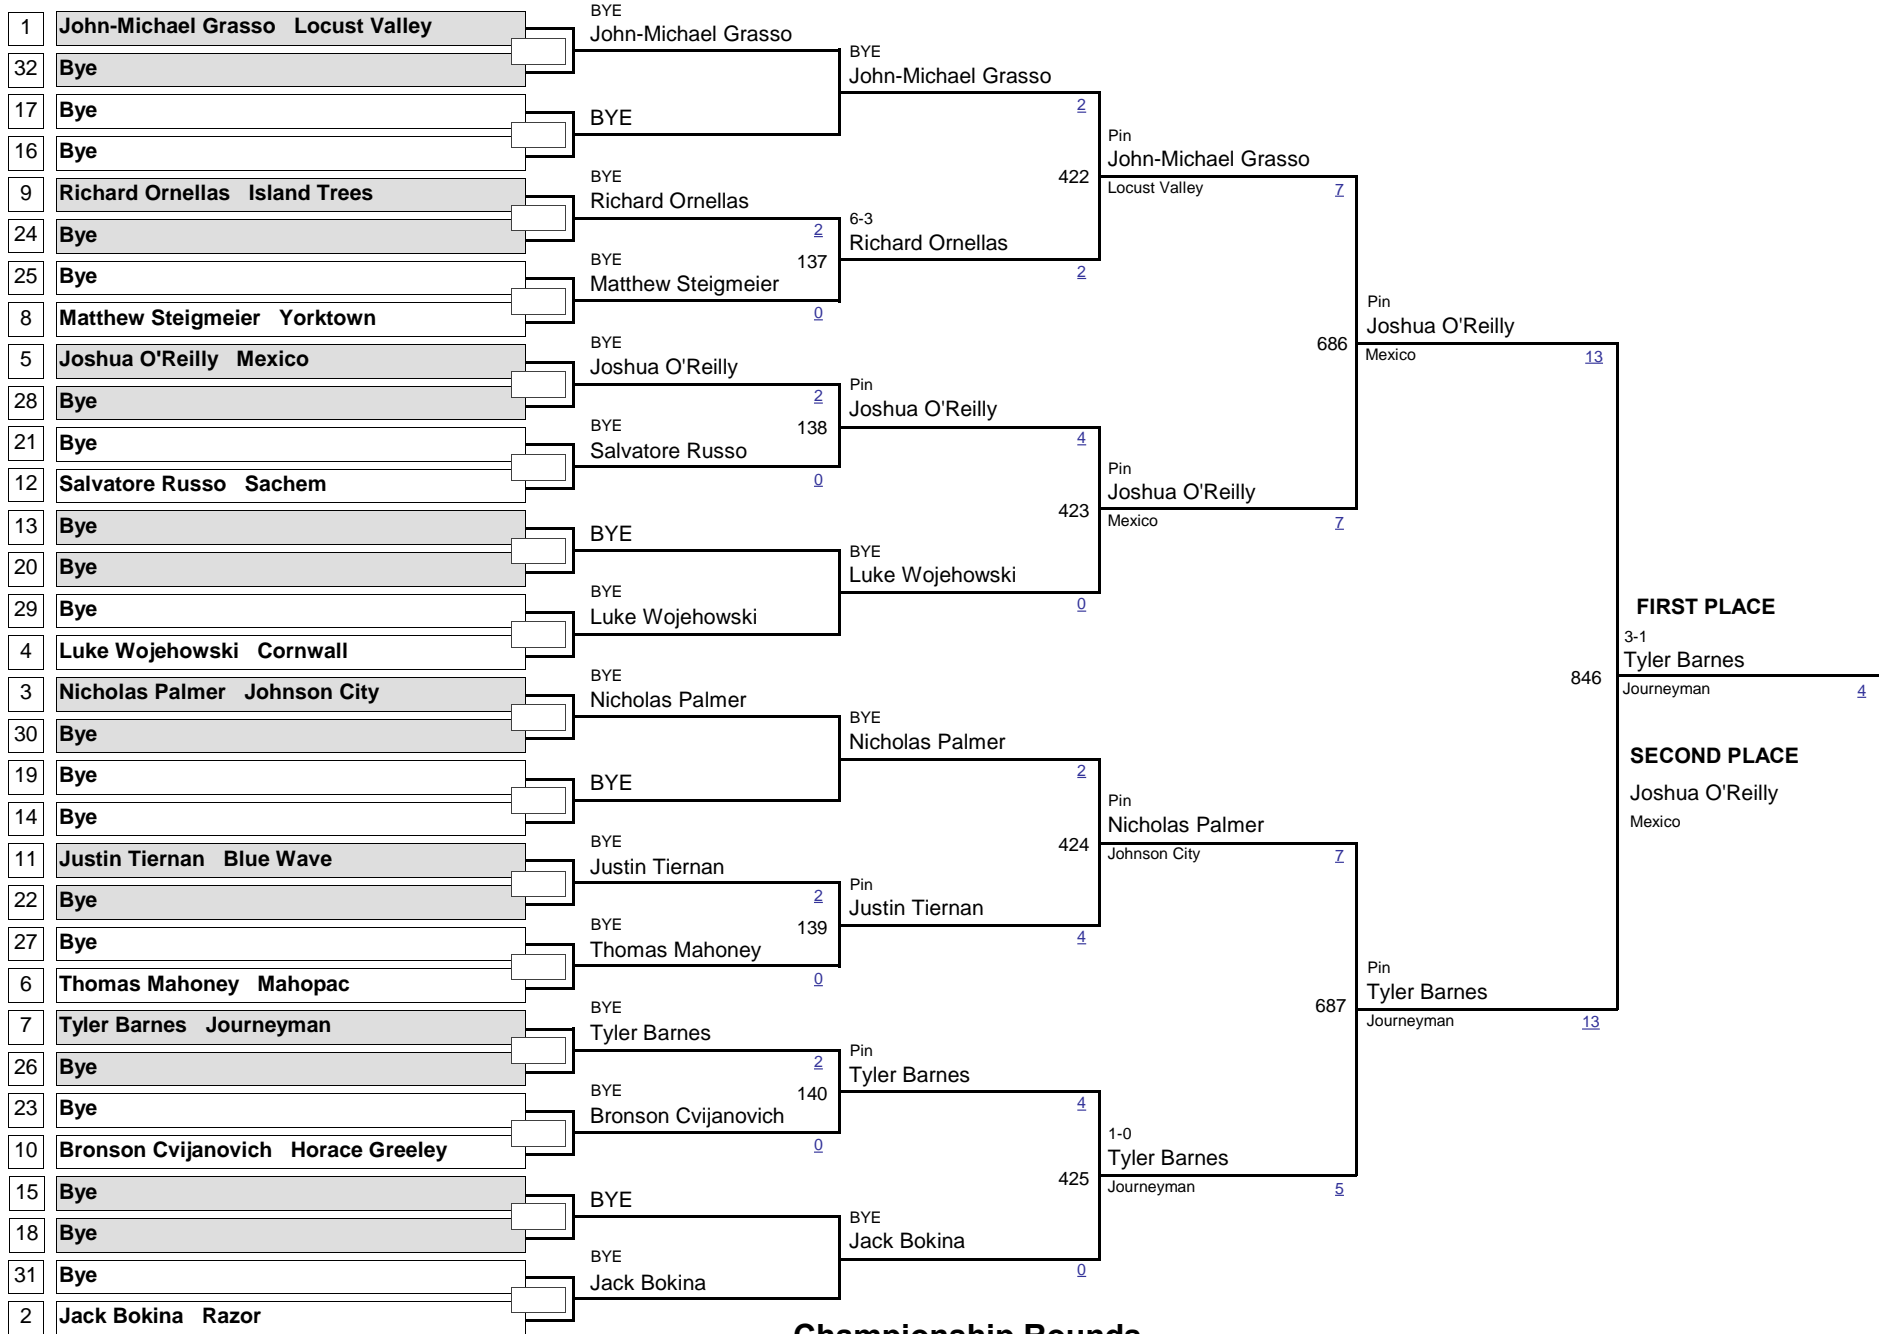 1 John-Michael Grasso Locust Valley
32 Bye
17 Bye
16 Bye
9 Richard Ornellas Island Trees
24 Bye
25 Bye
8 Matthew Steigmeier Yorktown
5 Joshua O'Reilly Mexico
28 Bye
21 Bye
12 Salvatore Russo Sachem
13 Bye
20 Bye
29 Bye
4 Luke Wojehowski Cornwall
3 Nicholas Palmer Johnson City
30 Bye
19 Bye
14 Bye
11 Justin Tiernan Blue Wave
22 Bye
27 Bye
6 Thomas Mahoney Mahopac
7 Tyler Barnes Journeyman
26 Bye
23 Bye
10 Bronson Cvijanovich Horace Greeley
15 Bye
18 Bye
31 Bye
2 Jack Bokina Razor
BYE
John-Michael Grasso
BYE
BYE
Richard Ornellas
2
BYE 137
Matthew Steigmeier
0
BYE
Joshua O'Reilly
2
BYE 138
Salvatore Russo
0
BYE
BYE
Luke Wojehowski
BYE
Nicholas Palmer
BYE
BYE
Justin Tiernan
2
BYE 139
Thomas Mahoney
0
BYE
Tyler Barnes
2
BYE 140
Bronson Cvijanovich
0
BYE
BYE
Jack Bokina
BYE
John-Michael Grasso
2
422
6-3
Richard Ornellas
2
Pin
Joshua O'Reilly
4
423
BYE
Luke Wojehowski
0
BYE
Nicholas Palmer
2
424
Pin
Justin Tiernan
4
Pin
Tyler Barnes
4
425
BYE
Jack Bokina
0
Pin
John-Michael Grasso
Locust Valley 7
686
Pin
Joshua O'Reilly
Mexico 7
Pin
Nicholas Palmer
Johnson City 7
687
1-0
Tyler Barnes
Journeyman 5
Pin
Joshua O'Reilly
Mexico 13
846
Pin
Tyler Barnes
Journeyman 13
FIRST PLACE
3-1
Tyler Barnes
Journeyman 4
SECOND PLACE
Joshua O'Reilly
Mexico
Championship Rounds